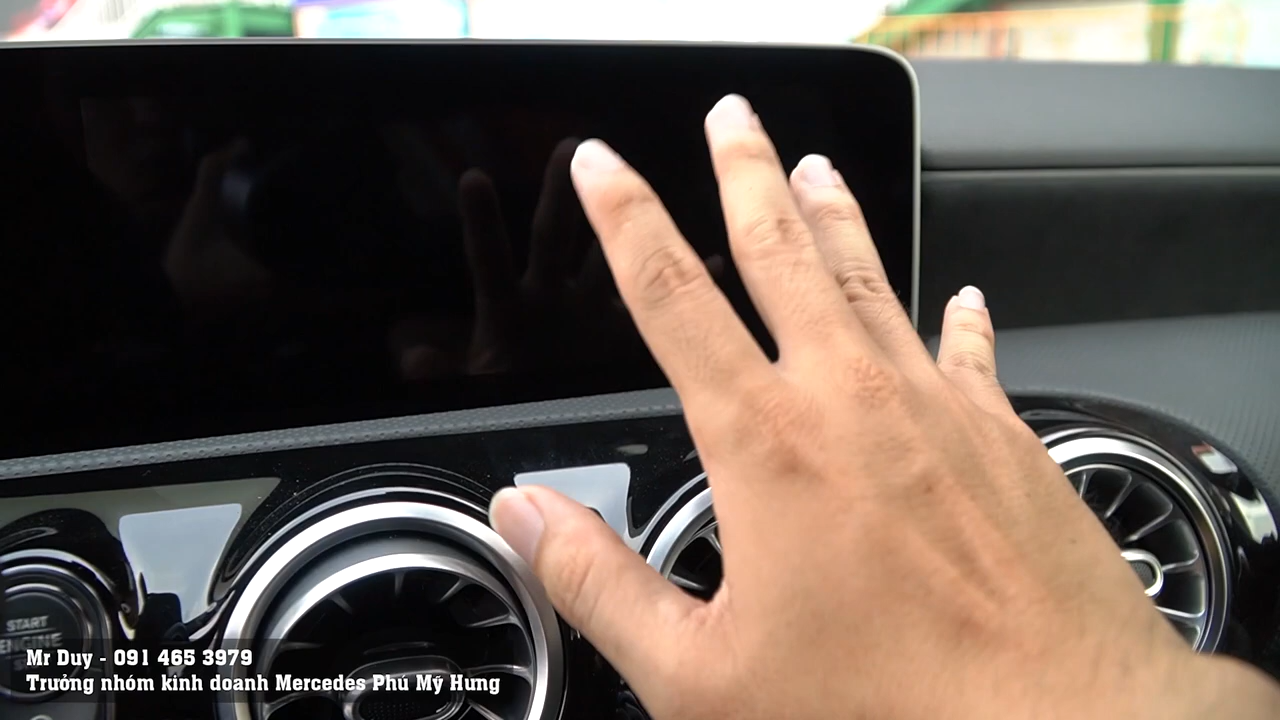 START
ENGINE
Mr Duy - 091 465 3979
Trưởng nhóm kinh doanh Mercedes Phú Mỹ Hưng